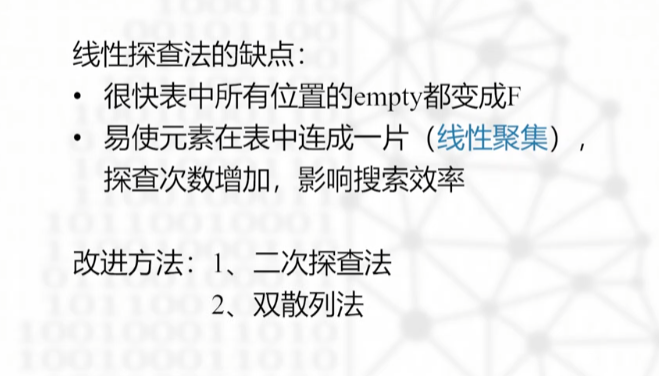 线性探查法的缺点：
• 很快表中所有位置的empty都变成F
• 易使元素在表中连成一片（线性聚集），
探查次数增加，影响搜索效率
改进方法：1、二次探查法
2、双散列法